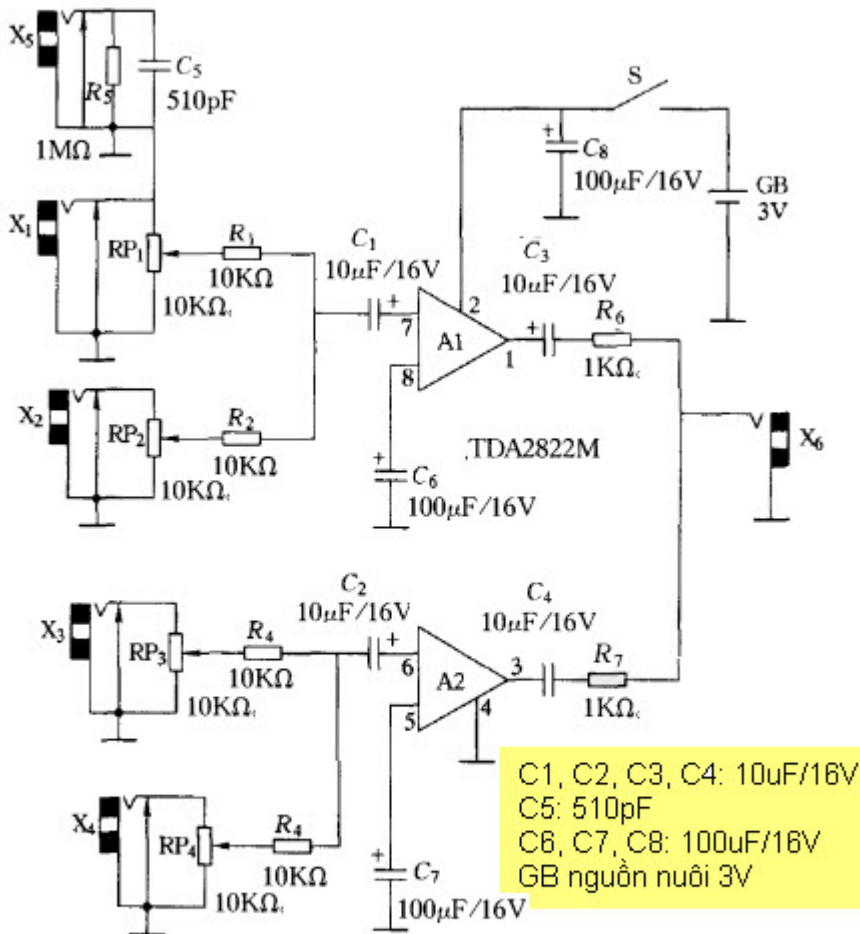 X5
R5
C5
510pF
1MΩ
X1
RP1
10KΩ
R1
10KΩ
C1
10μF/16V
+
7
8
A1
2
1
S
+
C8
100μF/16V
GB
3V
C3
10μF/16V
+
R6
1KΩ
X2
RP2
10KΩ
R2
10KΩ
+
C6
100μF/16V
TDA2822M
X6
X3
RP3
10KΩ
R4
10KΩ
C2
10μF/16V
+
6
5
A2
3
4
C4
10μF/16V
R7
1KΩ
X4
RP4
10KΩ
R4
10KΩ
+
C7
100μF/16V
C1, C2, C3, C4: 10uF/16V
C5: 510pF
C6, C7, C8: 100uF/16V
GB nguồn nuôi 3V